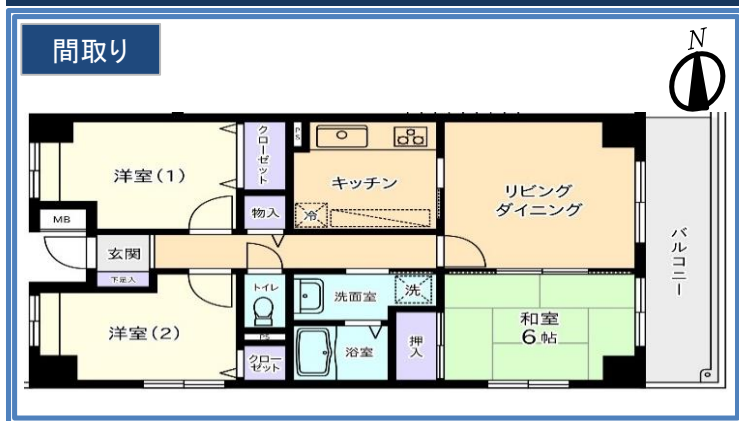 間取り
N
洋室(1)
クローゼット
PS
キッチン
リビング
ダイニング
物入
冷
MB
玄関
下足入
トイレ
洗面室
洗
バルコニー
洋室(2)
PS
クロー
ゼット
浴室
押入
和室
6帖